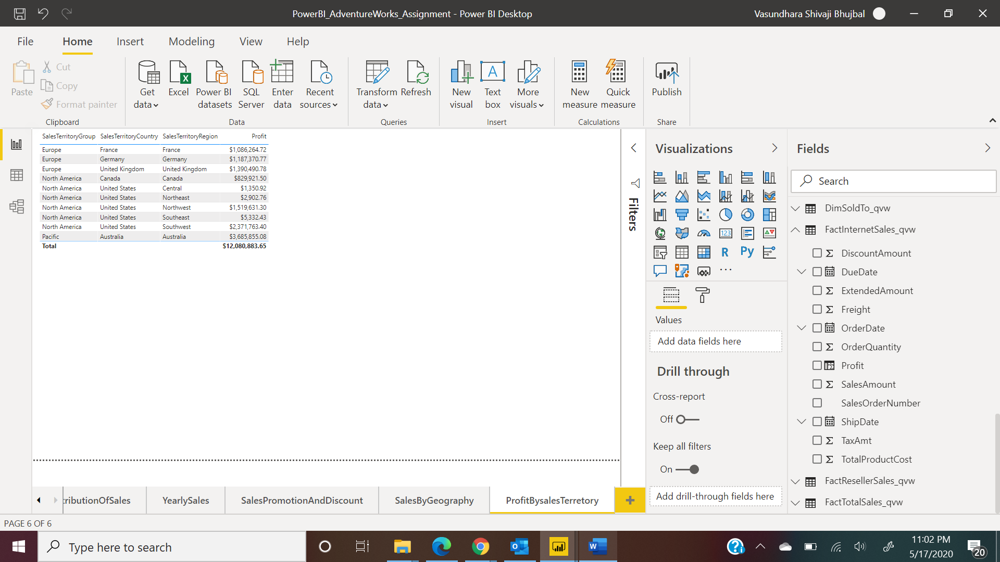 PowerBI_AdventureWorks_Assignment - Power BI Desktop
Vasundhara Shivaji Bhujbal
File Home Insert Modeling View Help
Paste
Cut
Copy
Format painter
Clipboard
Get data
Excel
Power BI datasets
SQL Server
Enter data
Recent sources
Data
Transform data
Refresh
Queries
New visual
A
Text box
More visuals
Insert
New measure
Quick measure
Calculations
Publish
Share
SalesTerritoryGroup SalesTerritoryCountry SalesTerritoryRegion Profit
Europe France France $1,086,264.72
Europe Germany Germany $1,187,370.77
Europe United Kingdom United Kingdom $1,390,490.78
North America Canada Canada $829,921.50
North America United States Central $1,350.92
North America United States Northeast $2,902.76
North America United States Northwest $1,519,631.30
North America United States Southeast $5,332.43
North America United States Southwest $2,371,763.40
Pacific Australia Australia $3,685,855.08
Total $12,080,883.65
Filters
Visualizations
123
R Py
...
Values
Add data fields here
Drill through
Cross-report
Off
Keep all filters
On
Add drill-through fields here
Fields
Search
DimSoldTo_qvw
FactInternetSales_qvw
Σ DiscountAmount
DueDate
Σ ExtendedAmount
Σ Freight
OrderDate
Σ OrderQuantity
Profit
Σ SalesAmount
SalesOrderNumber
ShipDate
Σ TaxAmt
Σ TotalProductCost
FactResellerSales_qvw
FactTotalSales_qvw
tributionOfSales YearlySales SalesPromotionAndDiscount SalesByGeography ProfitBysalesTerretory +
PAGE 6 OF 6
Type here to search
11:02 PM
5/17/2020
20